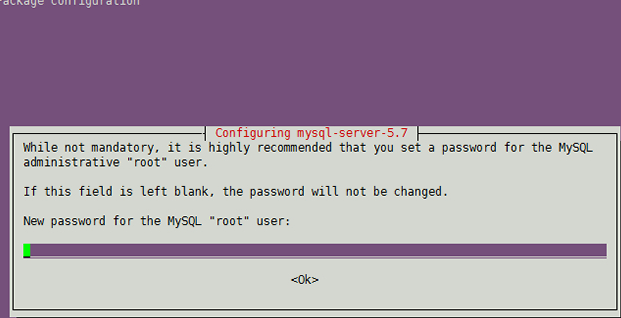 Package configuration
Configuring mysql-server-5.7
While not mandatory, it is highly recommended that you set a password for the MySQL
administrative "root" user.
If this field is left blank, the password will not be changed.
New password for the MySQL "root" user:
<Ok>